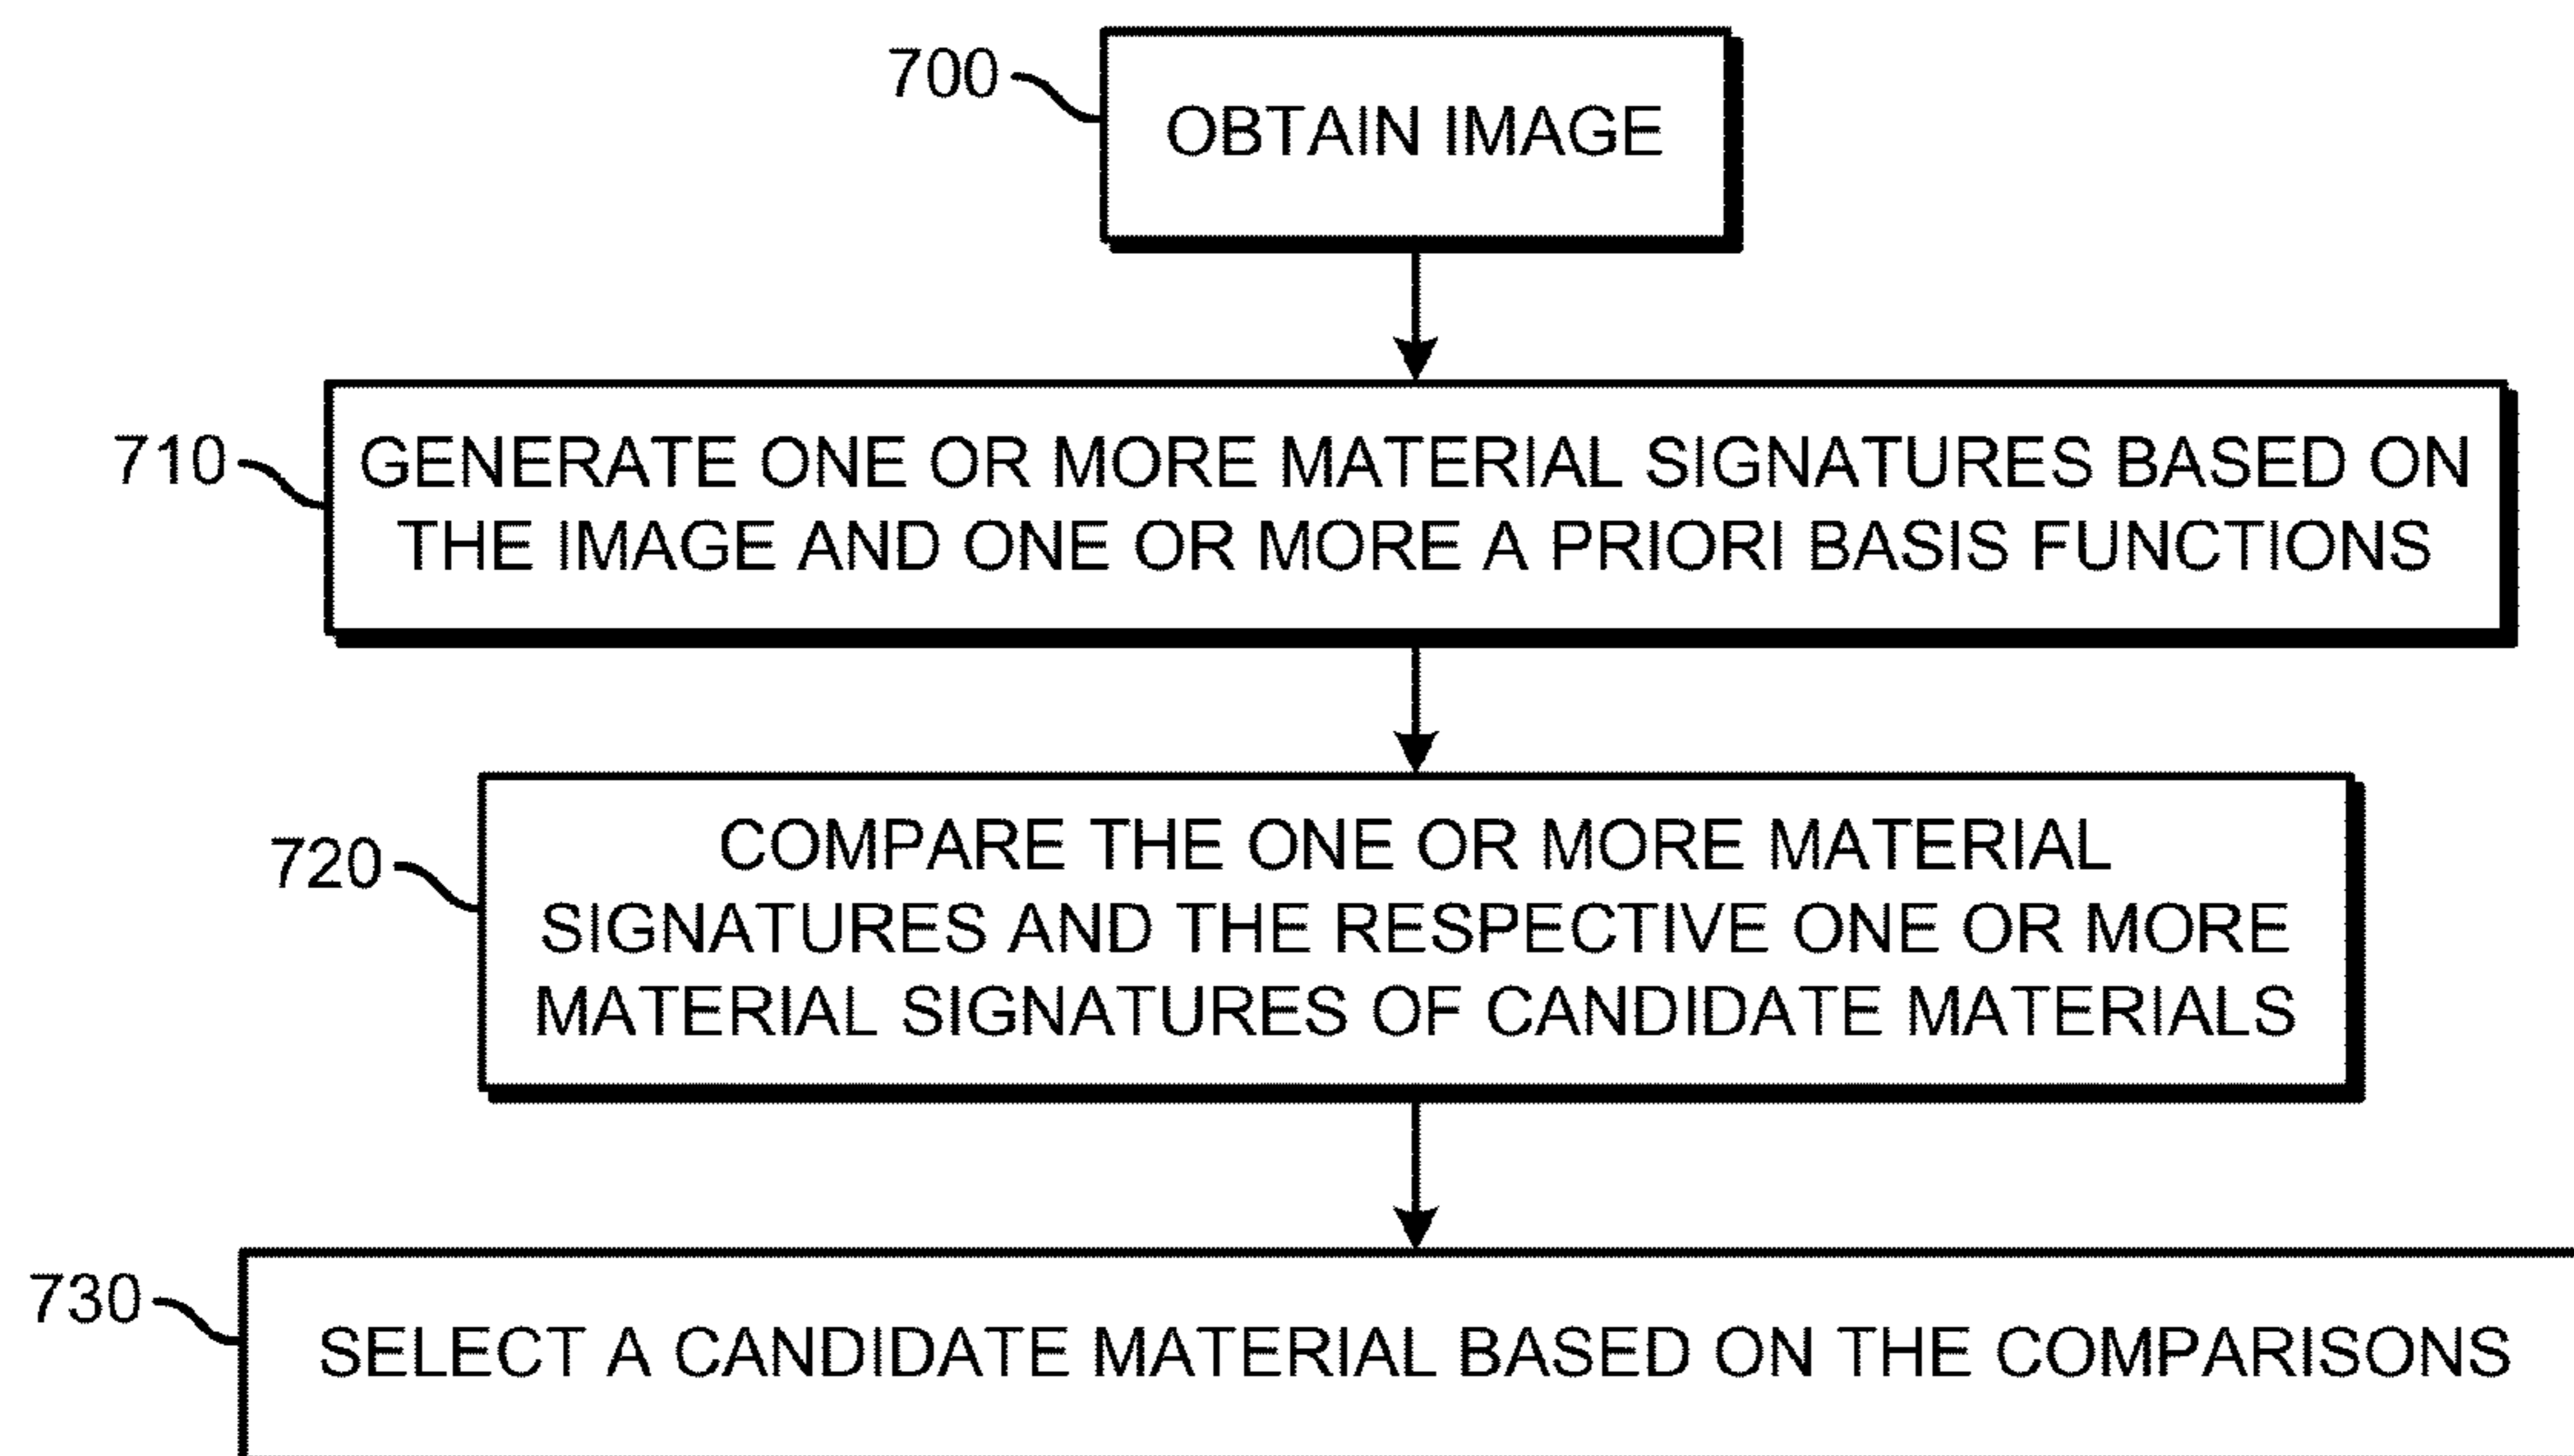 700
OBTAIN IMAGE
710
GENERATE ONE OR MORE MATERIAL SIGNATURES BASED ON
THE IMAGE AND ONE OR MORE A PRIORI BASIS FUNCTIONS
720
COMPARE THE ONE OR MORE MATERIAL
SIGNATURES AND THE RESPECTIVE ONE OR MORE
MATERIAL SIGNATURES OF CANDIDATE MATERIALS
730
SELECT A CANDIDATE MATERIAL BASED ON THE COMPARISONS